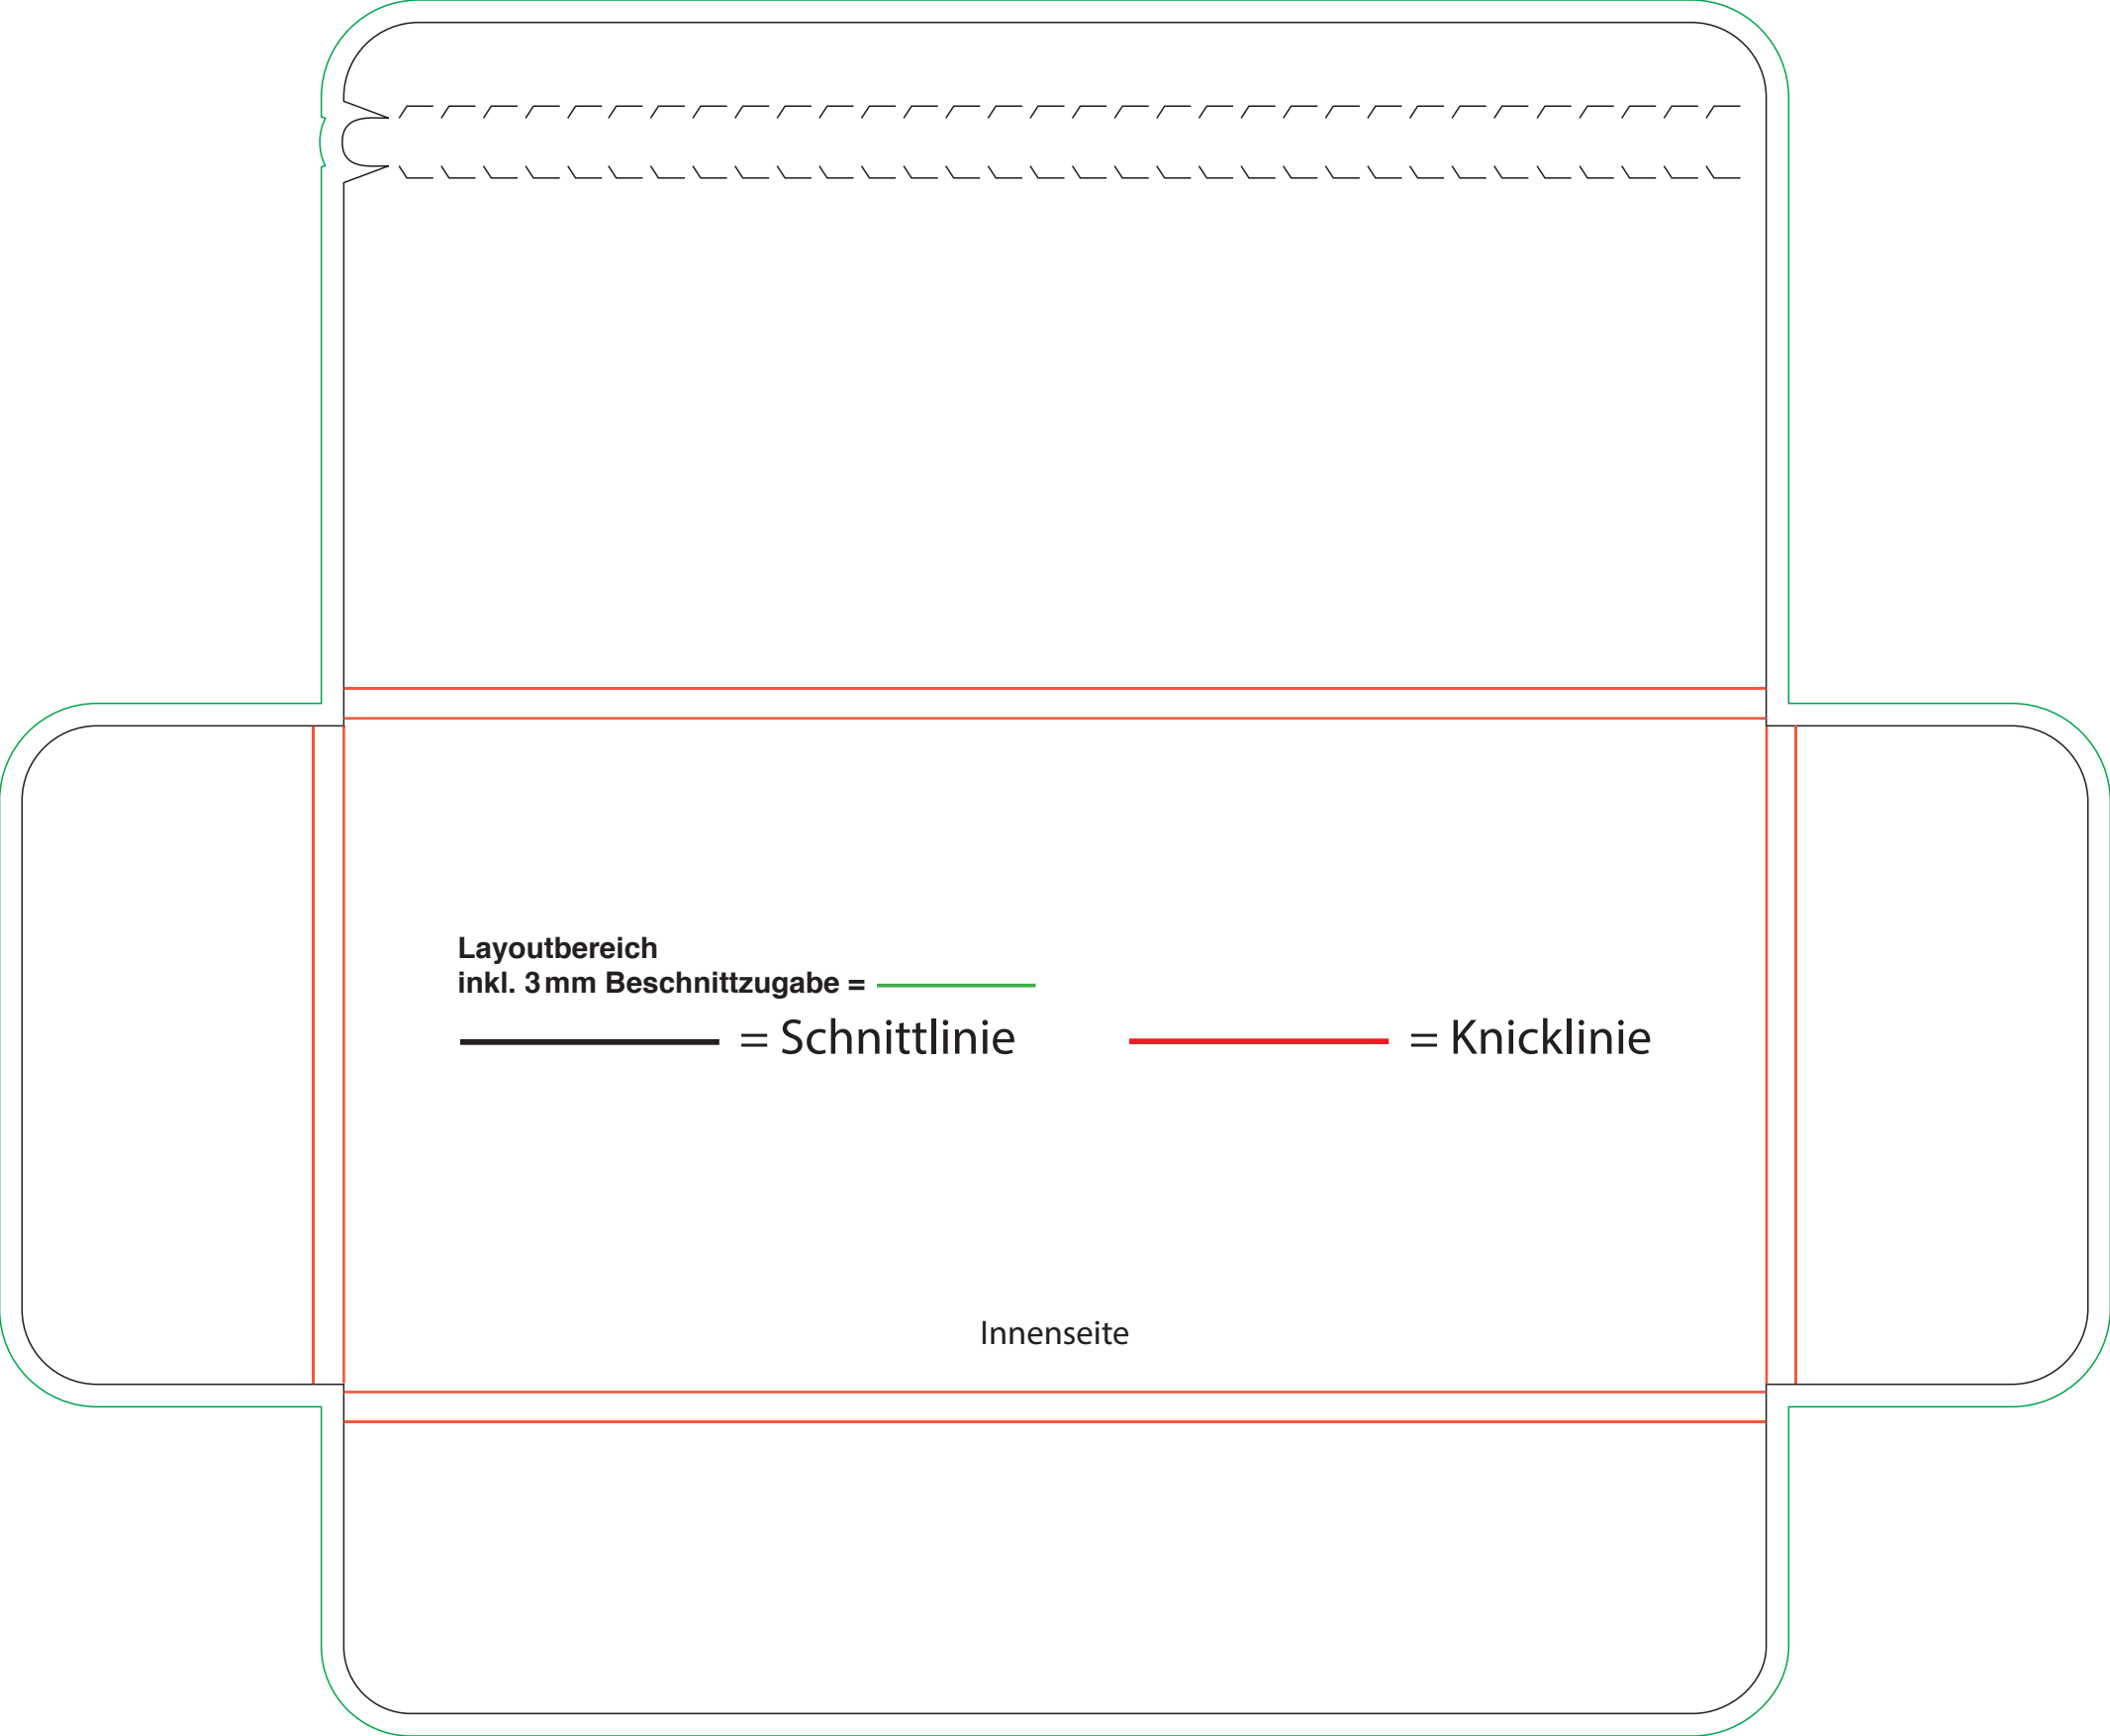 Layoutbereich
inkl. 3 mm Beschnittzugabe =
= Schnittlinie = Knicklinie
Innenseite